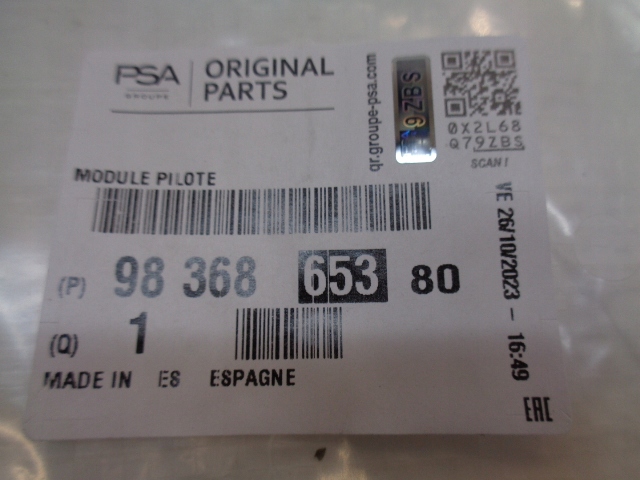 PSA
GROUPE
ORIGINAL
PARTS
qr.groupe-psa.com
9ZBS
0X2L68
Q79ZBS
SCAN!
MODULE PILOTE
(P) 98 368 653 80
(Q) 1
MADE IN ES ESPAGNE
VE 26/10/2023 - 16:49
EAC